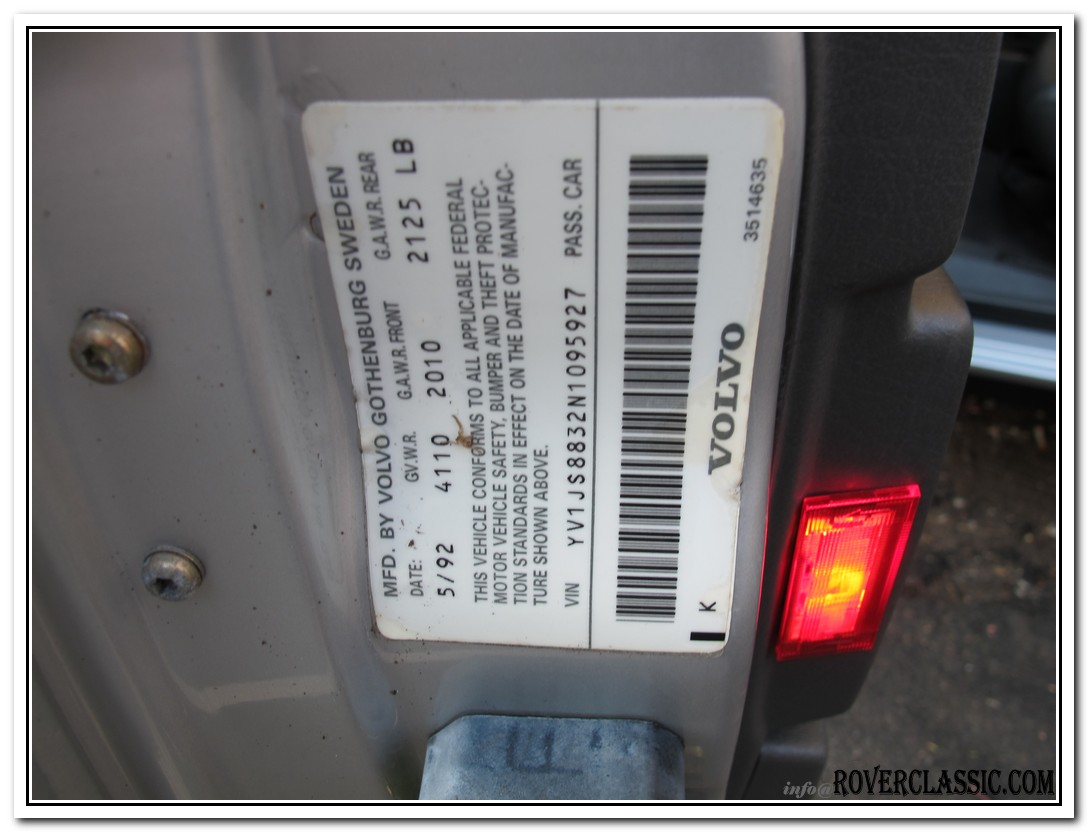 MFD. BY VOLVO GOTHENBURG SWEDEN
DATE: GV.W.R. G.A.W.R. FRONT G.A.W.R. REAR
5/92 4110 2010 2125 LB
THIS VEHICLE CONFORMS TO ALL APPLICABLE FEDERAL
MOTOR VEHICLE SAFETY, BUMPER AND THEFT PROTEC-
TION STANDARDS IN EFFECT ON THE DATE OF MANUFAC-
TURE SHOWN ABOVE.
VIN YV1JS8832N1095927 PASS. CAR
K VOLVO 3514635
info@ROVERCLASSIC.COM